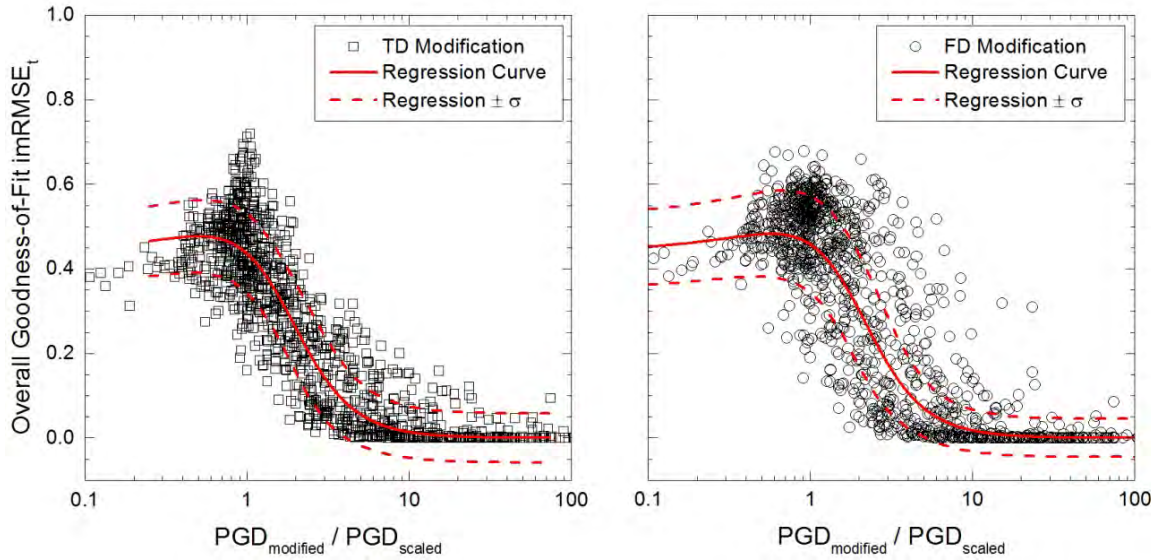 Overall Goodness-of-Fit imRMSE_t
1.0
0.8
0.6
0.4
0.2
0.0
TD Modification
Regression Curve
Regression ± σ
0.1 1 10 100
PGD_modified / PGD_scaled
FD Modification
Regression Curve
Regression ± σ
0.1 1 10 100
PGD_modified / PGD_scaled